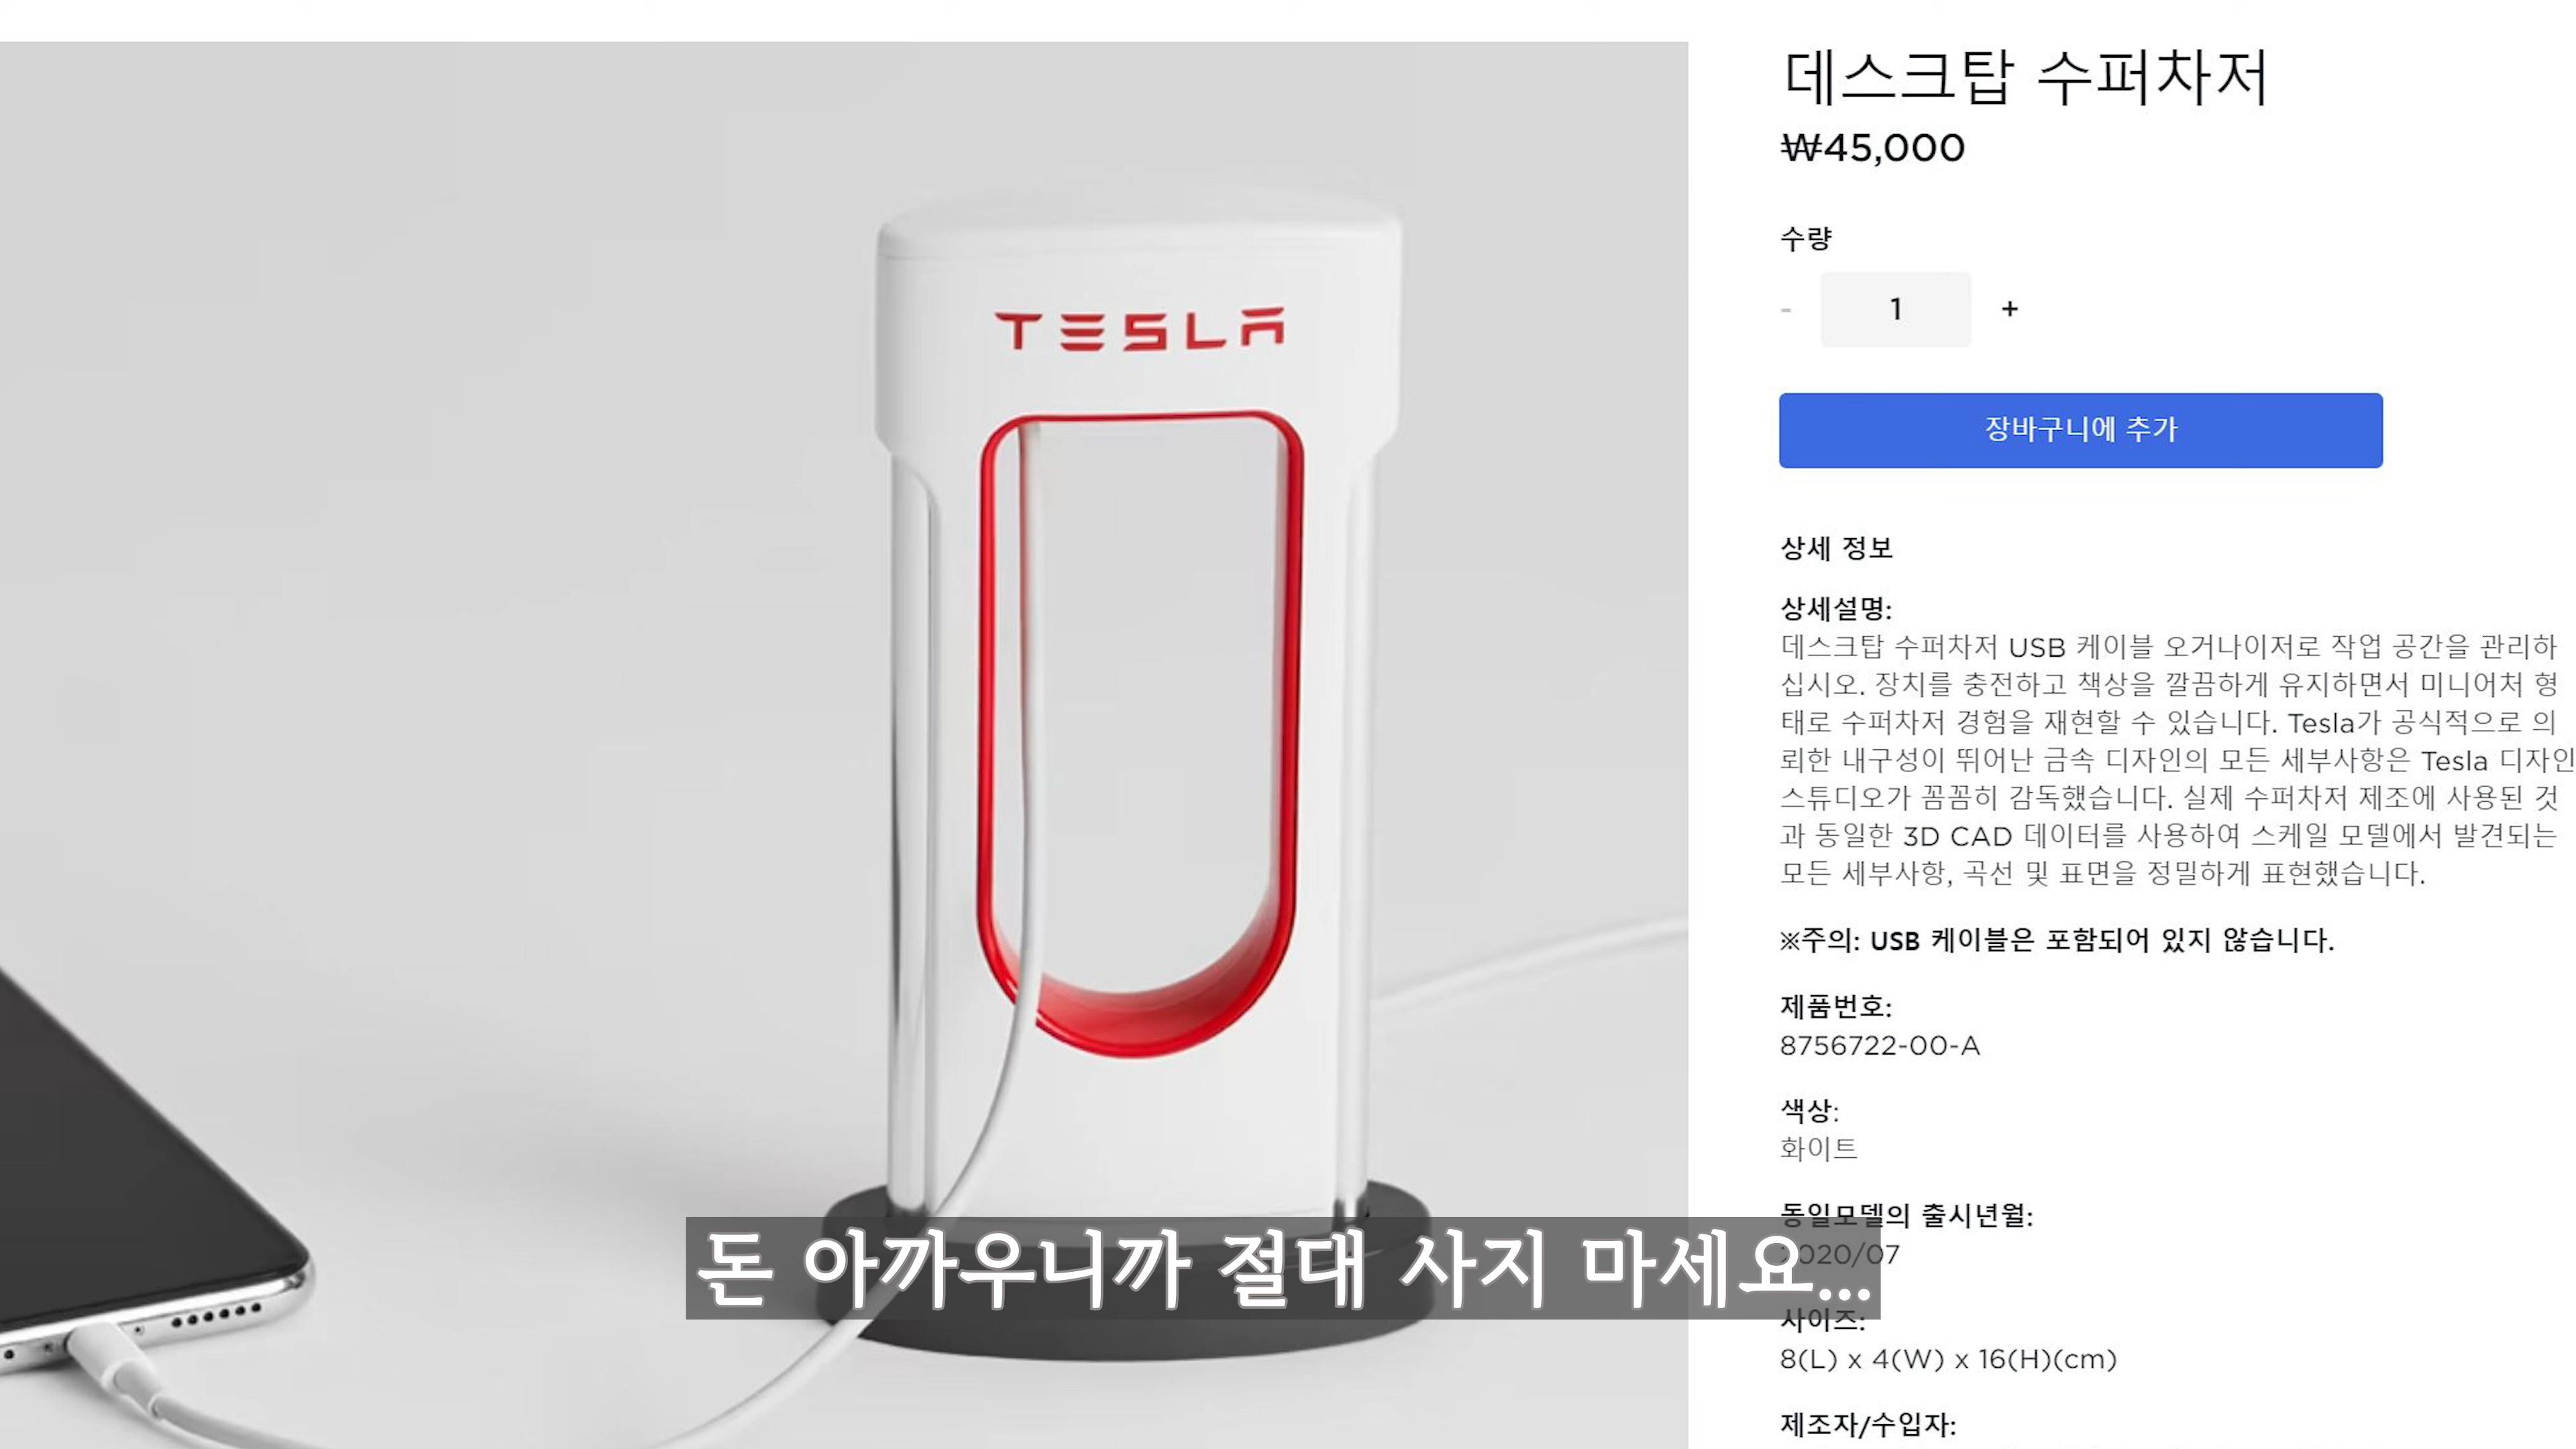 데스크탑 수퍼차저
₩45,000
수량
- 1 +
장바구니에 추가
TESLA
상세 정보
상세설명:
데스크탑 수퍼차저 USB 케이블 오거나이저로 작업 공간을 관리하
십시오. 장치를 충전하고 책상을 깔끔하게 유지하면서 미니어처 형
태로 수퍼차저 경험을 재현할 수 있습니다. Tesla가 공식적으로 의
뢰한 내구성이 뛰어난 금속 디자인의 모든 세부사항은 Tesla 디자인
스튜디오가 꼼꼼히 감독했습니다. 실제 수퍼차저 제조에 사용된 것
과 동일한 3D CAD 데이터를 사용하여 스케일 모델에서 발견되는
모든 세부사항, 곡선 및 표면을 정밀하게 표현했습니다.
※주의: USB 케이블은 포함되어 있지 않습니다.
제품번호:
8756722-00-A
색상:
화이트
동일모델의 출시년월:
2020/07
돈 아까우니까 절대 사지 마세요...
사이즈:
8(L) x 4(W) x 16(H)(cm)
제조자/수입자: